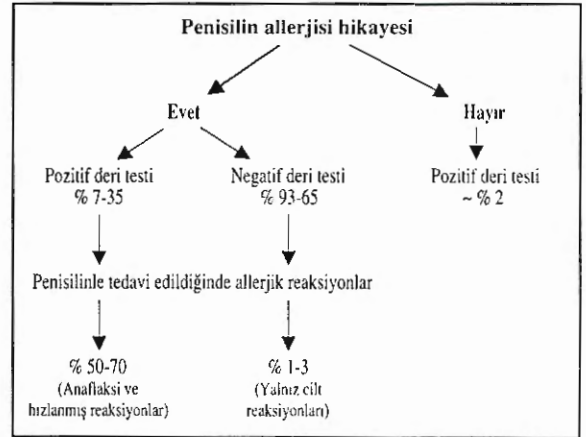 Penisilin allerjisi hikayesi
Evet
Hayır
Pozitif deri testi
% 7-35
Negatif deri testi
% 93-65
Pozitif deri testi
~ % 2
Penisilinle tedavi edildiğinde allerjik reaksiyonlar
% 50-70
(Anaflaksi ve
hızlanmış reaksiyonlar)
% 1-3
(Yalnız cilt
reaksiyonları)